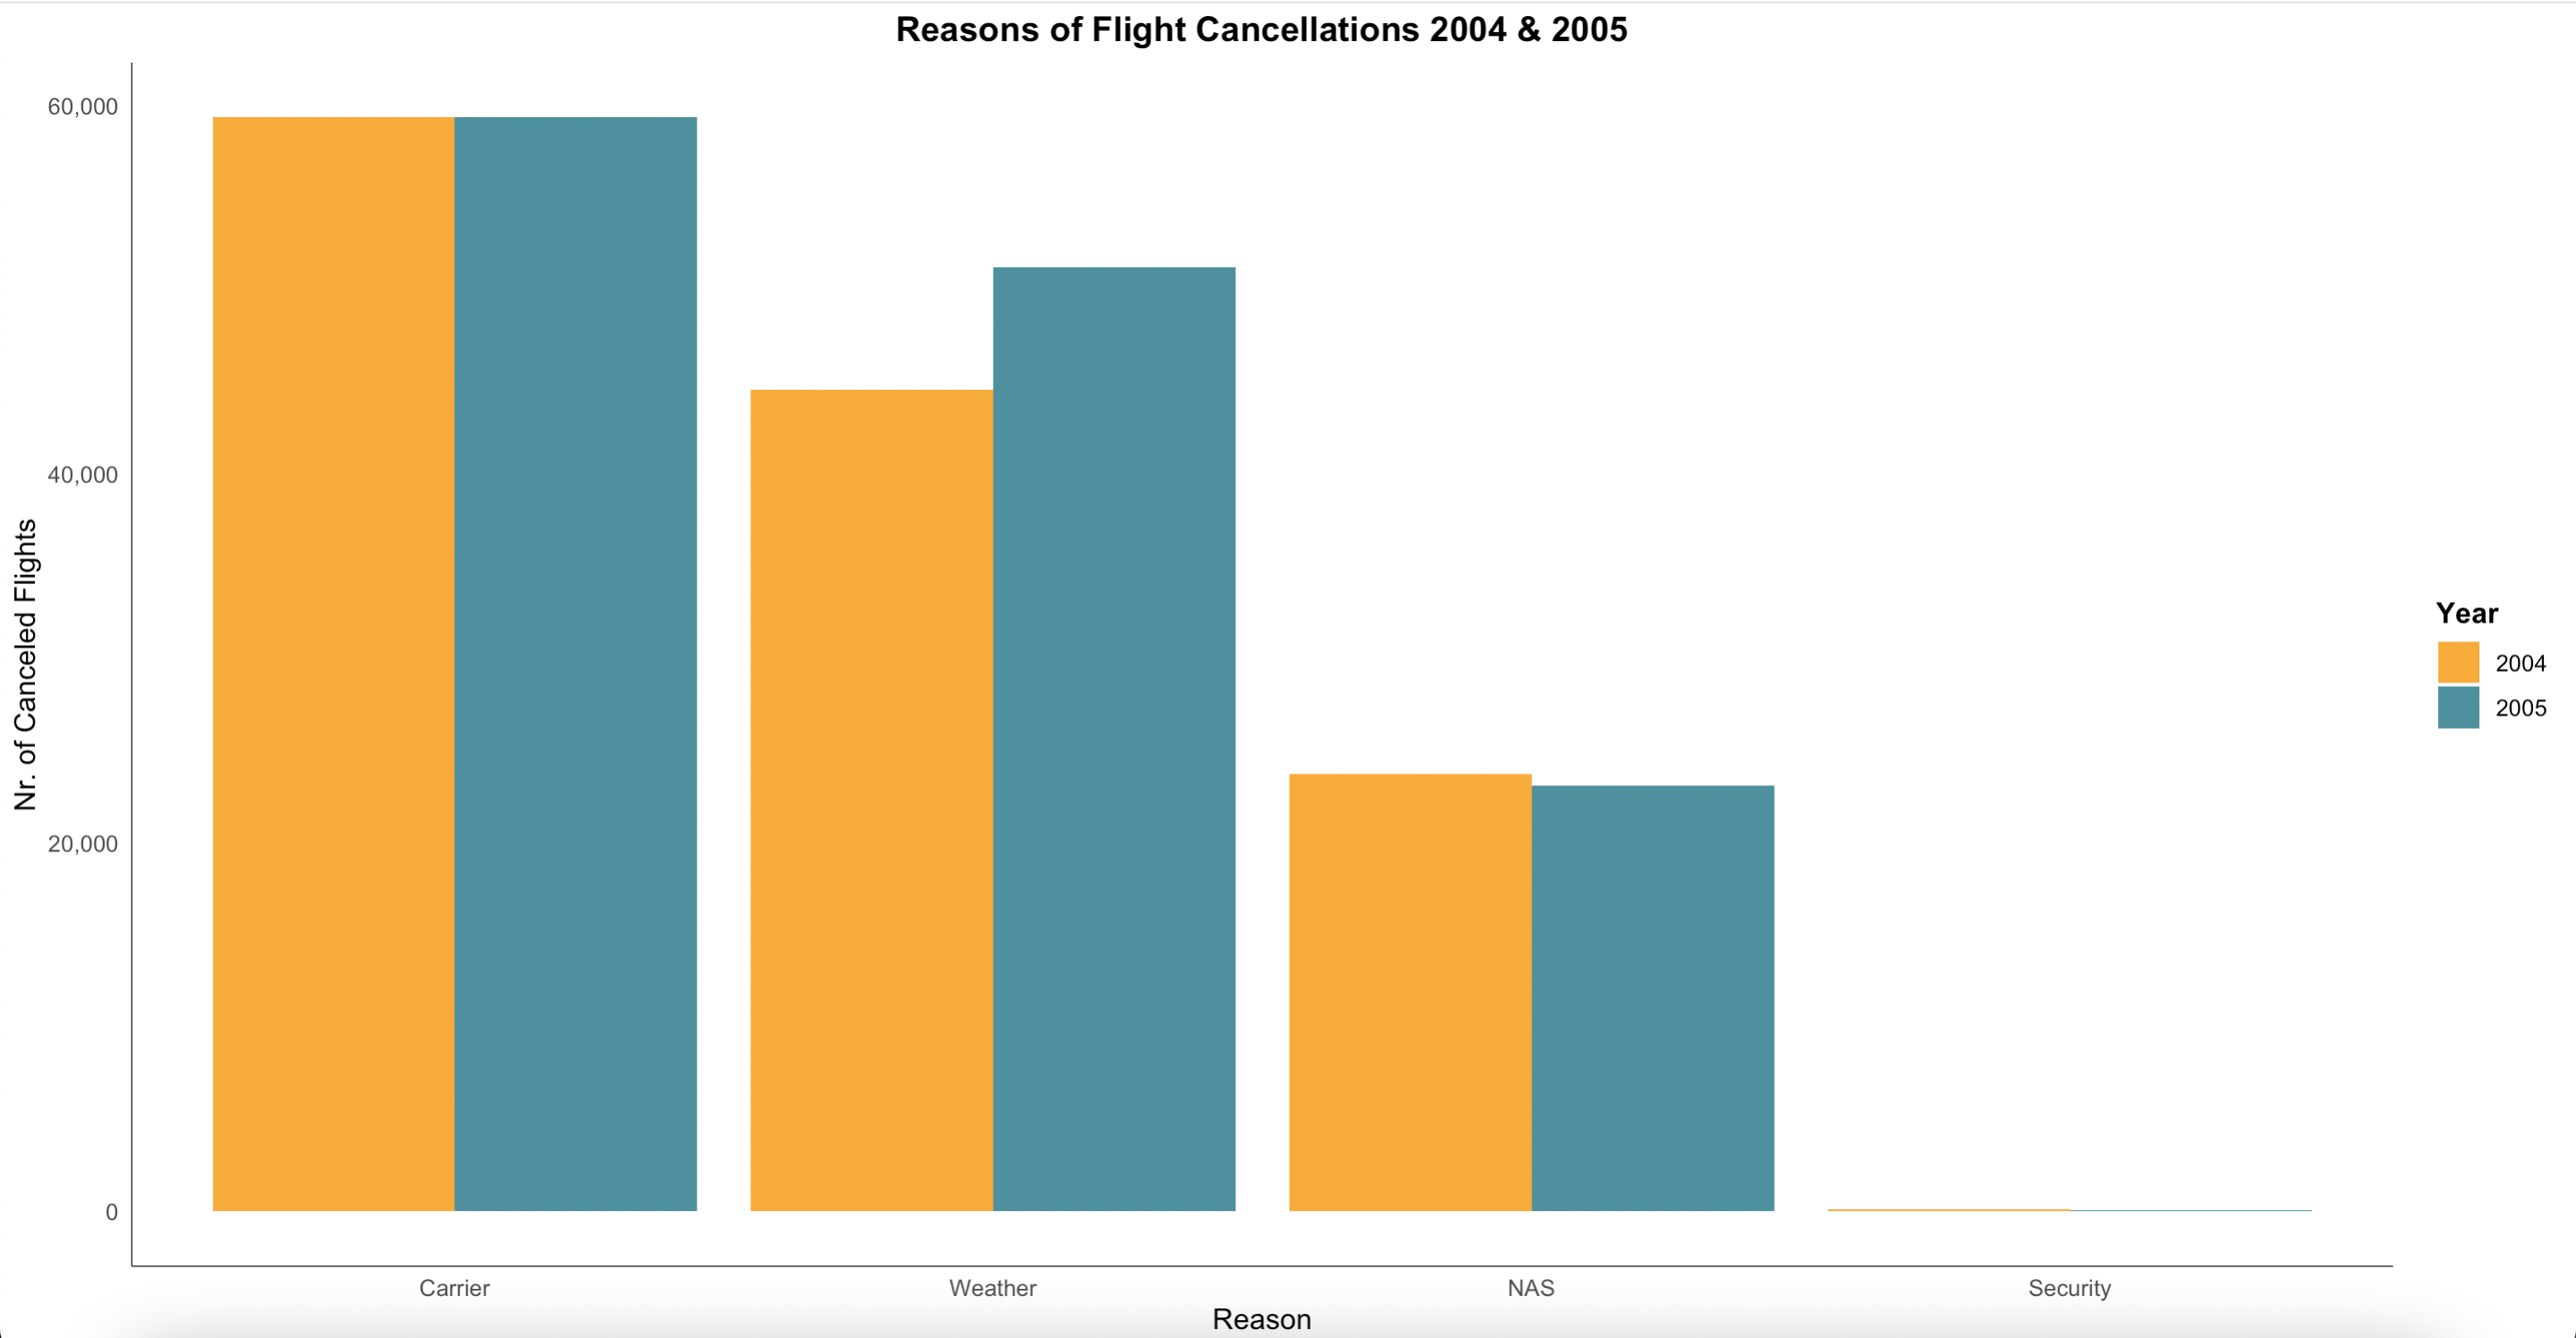 Reasons of Flight Cancellations 2004 & 2005
60,000
40,000
20,000
0
Nr. of Canceled Flights
Carrier
Weather
NAS
Security
Reason
Year
2004
2005